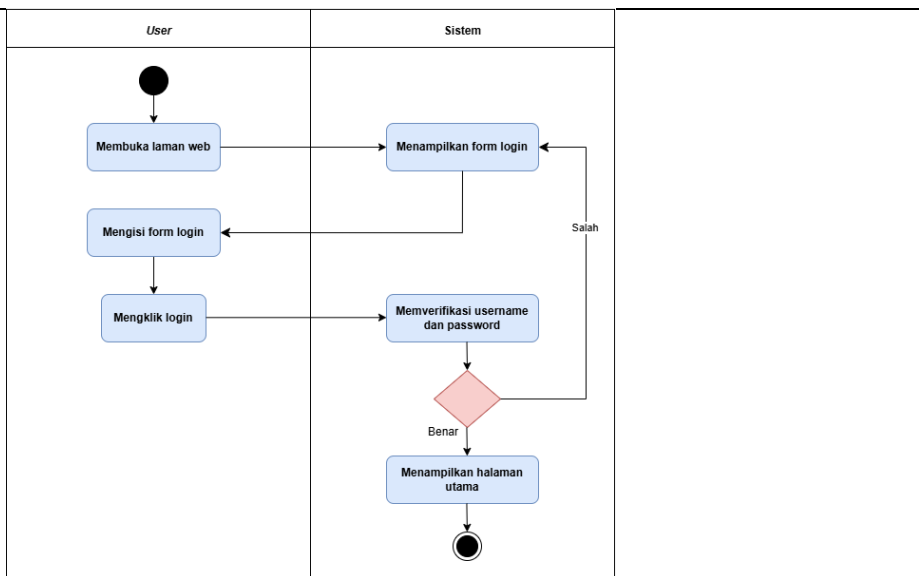 User
Sistem
Membuka laman web
Menampilkan form login
Mengisi form login
Salah
Mengklik login
Memverifikasi username
dan password
Benar
Menampilkan halaman
utama